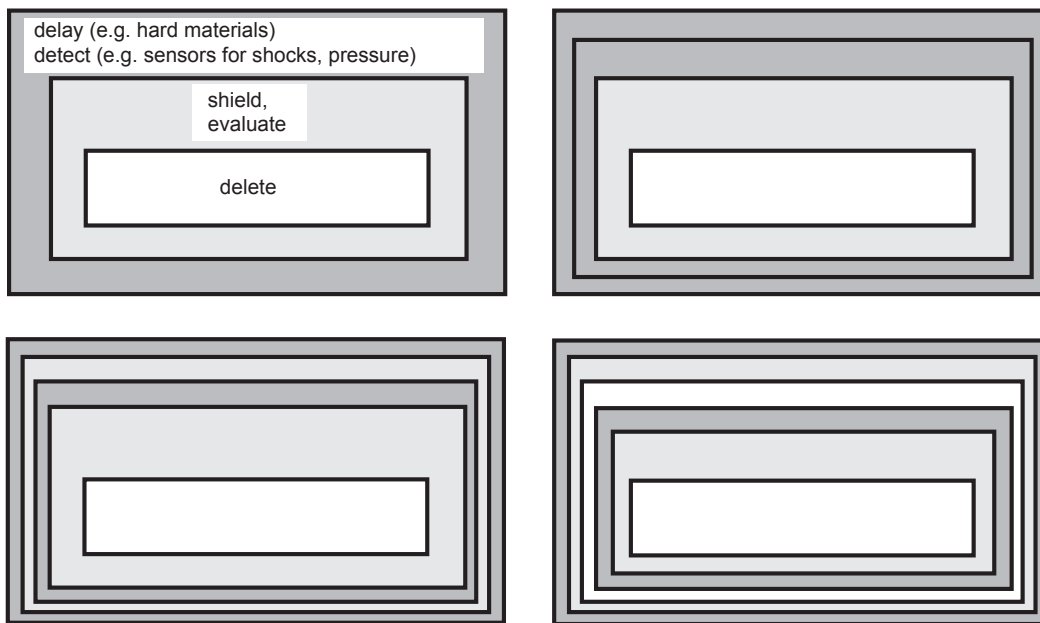 delay (e.g. hard materials)
detect (e.g. sensors for shocks, pressure)
shield,
evaluate
delete